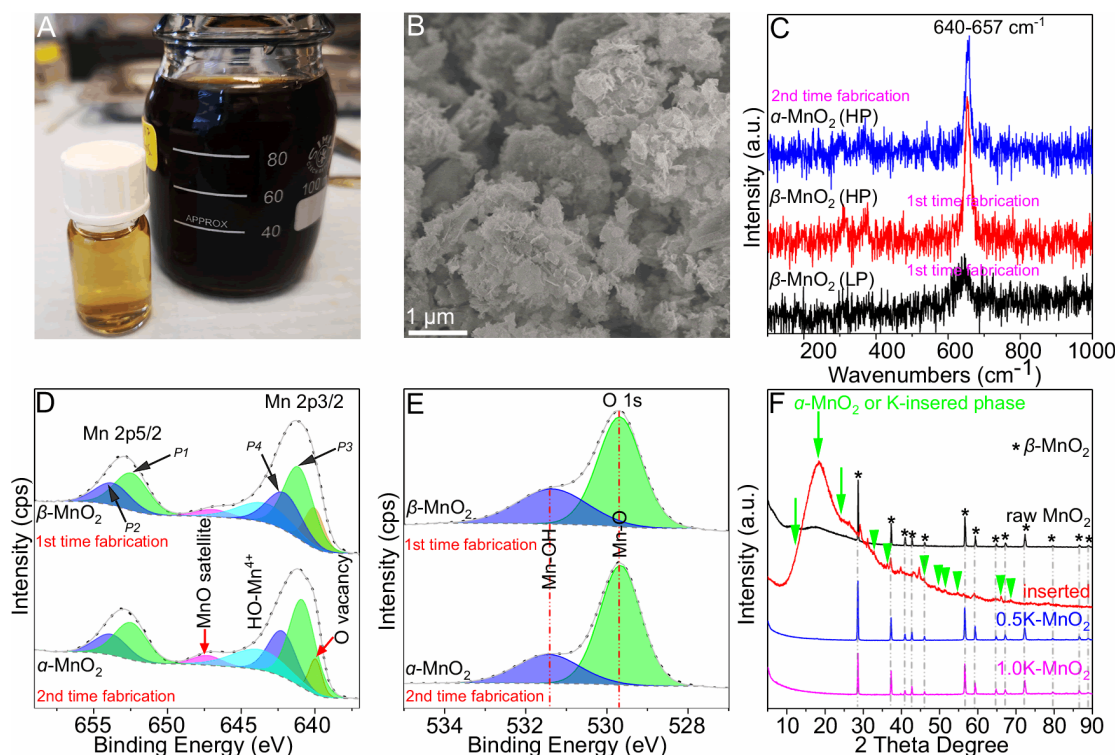 A
80
60
APPROX
40
100
B
1 µm
C
640-657 cm⁻¹
2nd time fabrication
α-MnO₂ (HP)
β-MnO₂ (HP)
1st time fabrication
1st time fabrication
β-MnO₂ (LP)
Intensity (a.u.)
200 400 600 800 1000
Wavenumbers (cm⁻¹)
D
Mn 2p3/2
Mn 2p5/2
P1
P4
P3
P2
β-MnO₂
1st time fabrication
MnO satellite
HO-Mn⁴⁺
O vacancy
α-MnO₂
2nd time fabrication
Intensity (cps)
655 650 645 640
Binding Energy (eV)
E
O 1s
β-MnO₂
1st time fabrication
Mn-OH
Mn-O
α-MnO₂
2nd time fabrication
Intensity (cps)
534 532 530 528
Binding Energy (eV)
F
α-MnO₂ or K-insered phase
* β-MnO₂
raw MnO₂
* * * * * * * * * * * *
inserted
0.5K-MnO₂
1.0K-MnO₂
Intensity (a.u.)
10 20 30 40 50 60 70 80 90
2 Theta Degree